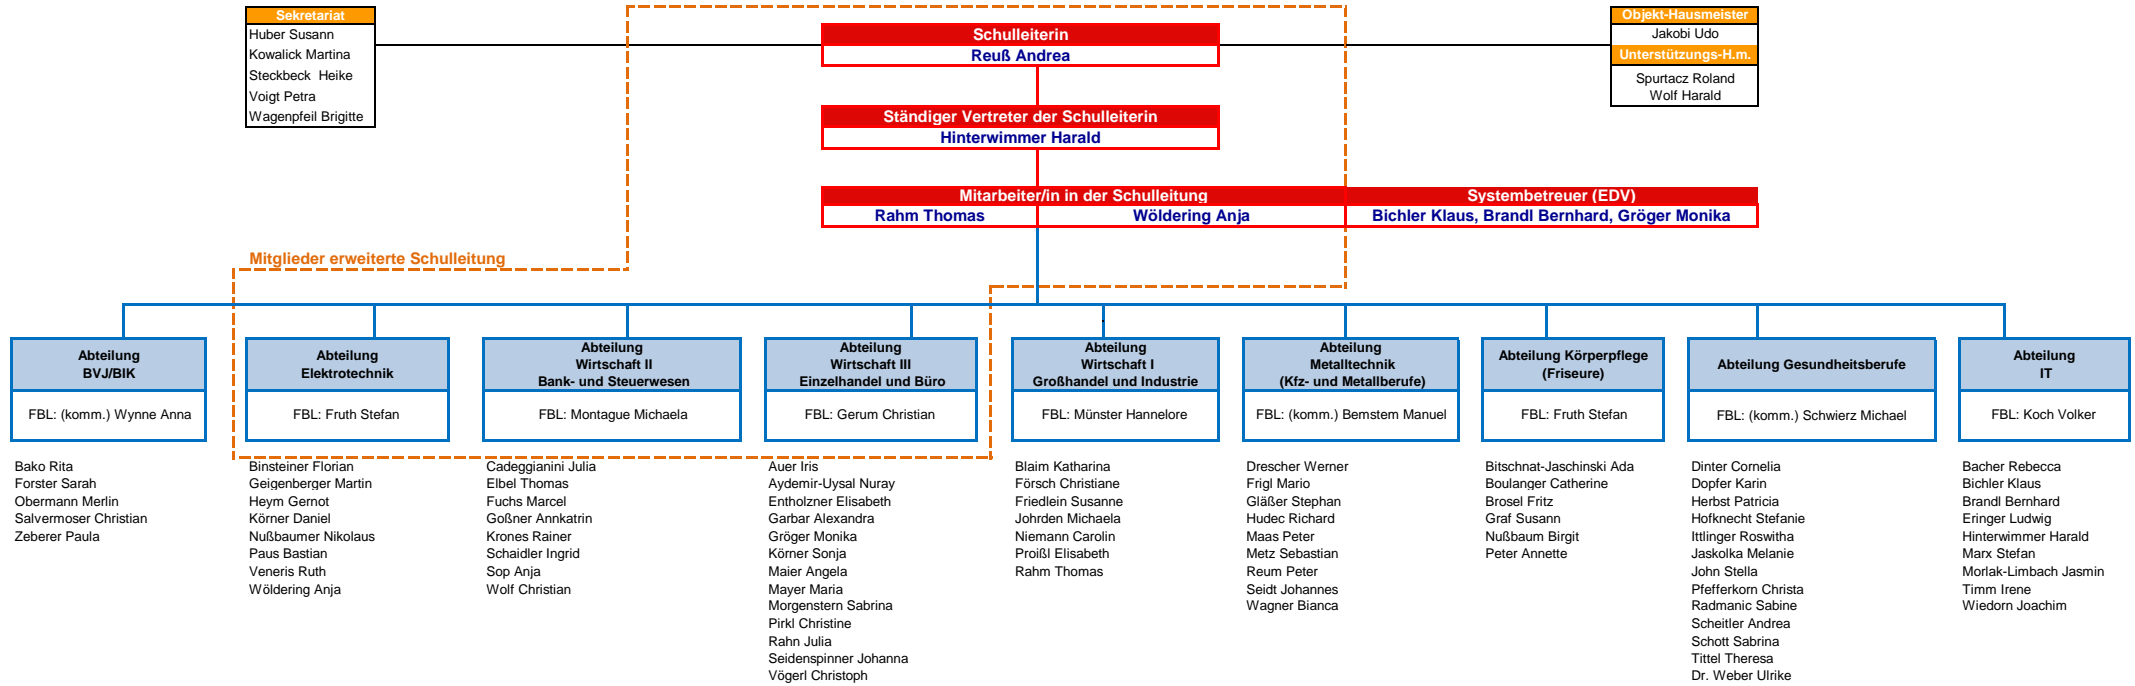 Sekretariat
Huber Susann
Kowalick Martina
Steckbeck  Heike
Voigt Petra
Wagenpfeil Brigitte
Schulleiterin
Reuß Andrea
Objekt-Hausmeister
Jakobi Udo
Unterstützungs-H.m.
Spurtacz Roland
Wolf Harald
Ständiger Vertreter der Schulleiterin
Hinterwimmer Harald
Mitarbeiter/in in der Schulleitung
Rahm Thomas
Wöldering Anja
Systembetreuer (EDV)
Bichler Klaus, Brandl Bernhard, Gröger Monika
Mitglieder erweiterte Schulleitung
Abteilung
BVJ/BIK
FBL: (komm.) Wynne Anna
Bako Rita
Forster Sarah
Obermann Merlin
Salvermoser Christian
Zeberer Paula
Abteilung
Elektrotechnik
FBL: Fruth Stefan
Binsteiner Florian
Geigenberger Martin
Heym Gernot
Körner Daniel
Nußbaumer Nikolaus
Paus Bastian
Veneris Ruth
Wöldering Anja
Abteilung
Wirtschaft II
Bank- und Steuerwesen
FBL: Montague Michaela
Cadeggianini Julia
Elbel Thomas
Fuchs Marcel
Goßner Annkatrin
Krones Rainer
Schaidler Ingrid
Sop Anja
Wolf Christian
Abteilung
Wirtschaft III
Einzelhandel und Büro
FBL: Gerum Christian
Auer Iris
Aydemir-Uysal Nuray
Entholzner Elisabeth
Garbar Alexandra
Gröger Monika
Körner Sonja
Maier Angela
Mayer Maria
Morgenstern Sabrina
Pirkl Christine
Rahn Julia
Seidenspinner Johanna
Vögerl Christoph
Abteilung
Wirtschaft I
Großhandel und Industrie
FBL: Münster Hannelore
Blaim Katharina
Försch Christiane
Friedlein Susanne
Johrden Michaela
Niemann Carolin
Proißl Elisabeth
Rahm Thomas
Abteilung
Metalltechnik
(Kfz- und Metallberufe)
FBL: (komm.) Bemstem Manuel
Drescher Werner
Frigl Mario
Gläßer Stephan
Hudec Richard
Maas Peter
Metz Sebastian
Reum Peter
Seidt Johannes
Wagner Bianca
Abteilung Körperpflege
(Friseure)
FBL: Fruth Stefan
Bitschnat-Jaschinski Ada
Boulanger Catherine
Brosel Fritz
Graf Susann
Nußbaum Birgit
Peter Annette
Abteilung Gesundheitsberufe
FBL: (komm.) Schwierz Michael
Dinter Cornelia
Dopfer Karin
Herbst Patricia
Hofknecht Stefanie
Ittlinger Roswitha
Jaskolka Melanie
John Stella
Pfefferkorn Christa
Radmanic Sabine
Scheitler Andrea
Schott Sabrina
Tittel Theresa
Dr. Weber Ulrike
Abteilung
IT
FBL: Koch Volker
Bacher Rebecca
Bichler Klaus
Brandl Bernhard
Eringer Ludwig
Hinterwimmer Harald
Marx Stefan
Morlak-Limbach Jasmin
Timm Irene
Wiedorn Joachim